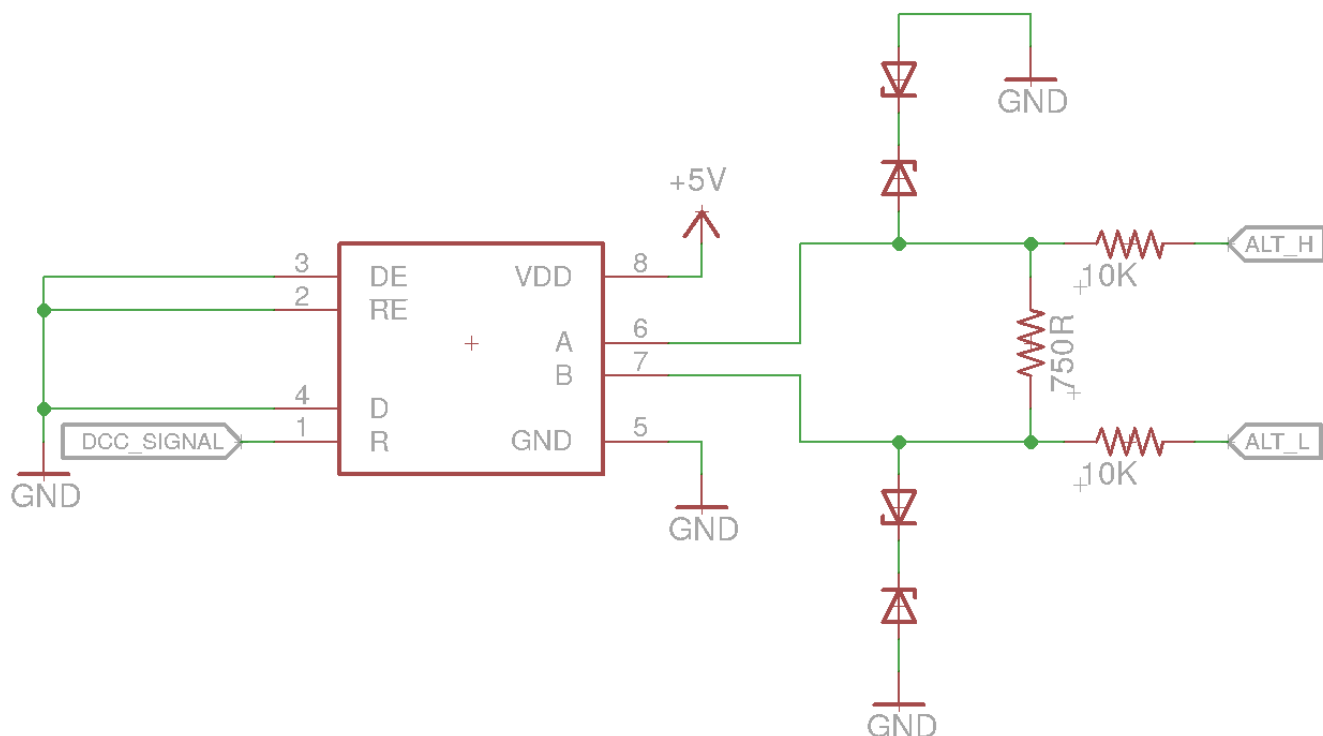 GND
+5V
3 DE VDD 8
2 RE
ALT_H
10K
A 6
B 7
750R
4 D
DCC_SIGNAL 1 R GND 5
ALT_L
10K
GND
GND
GND